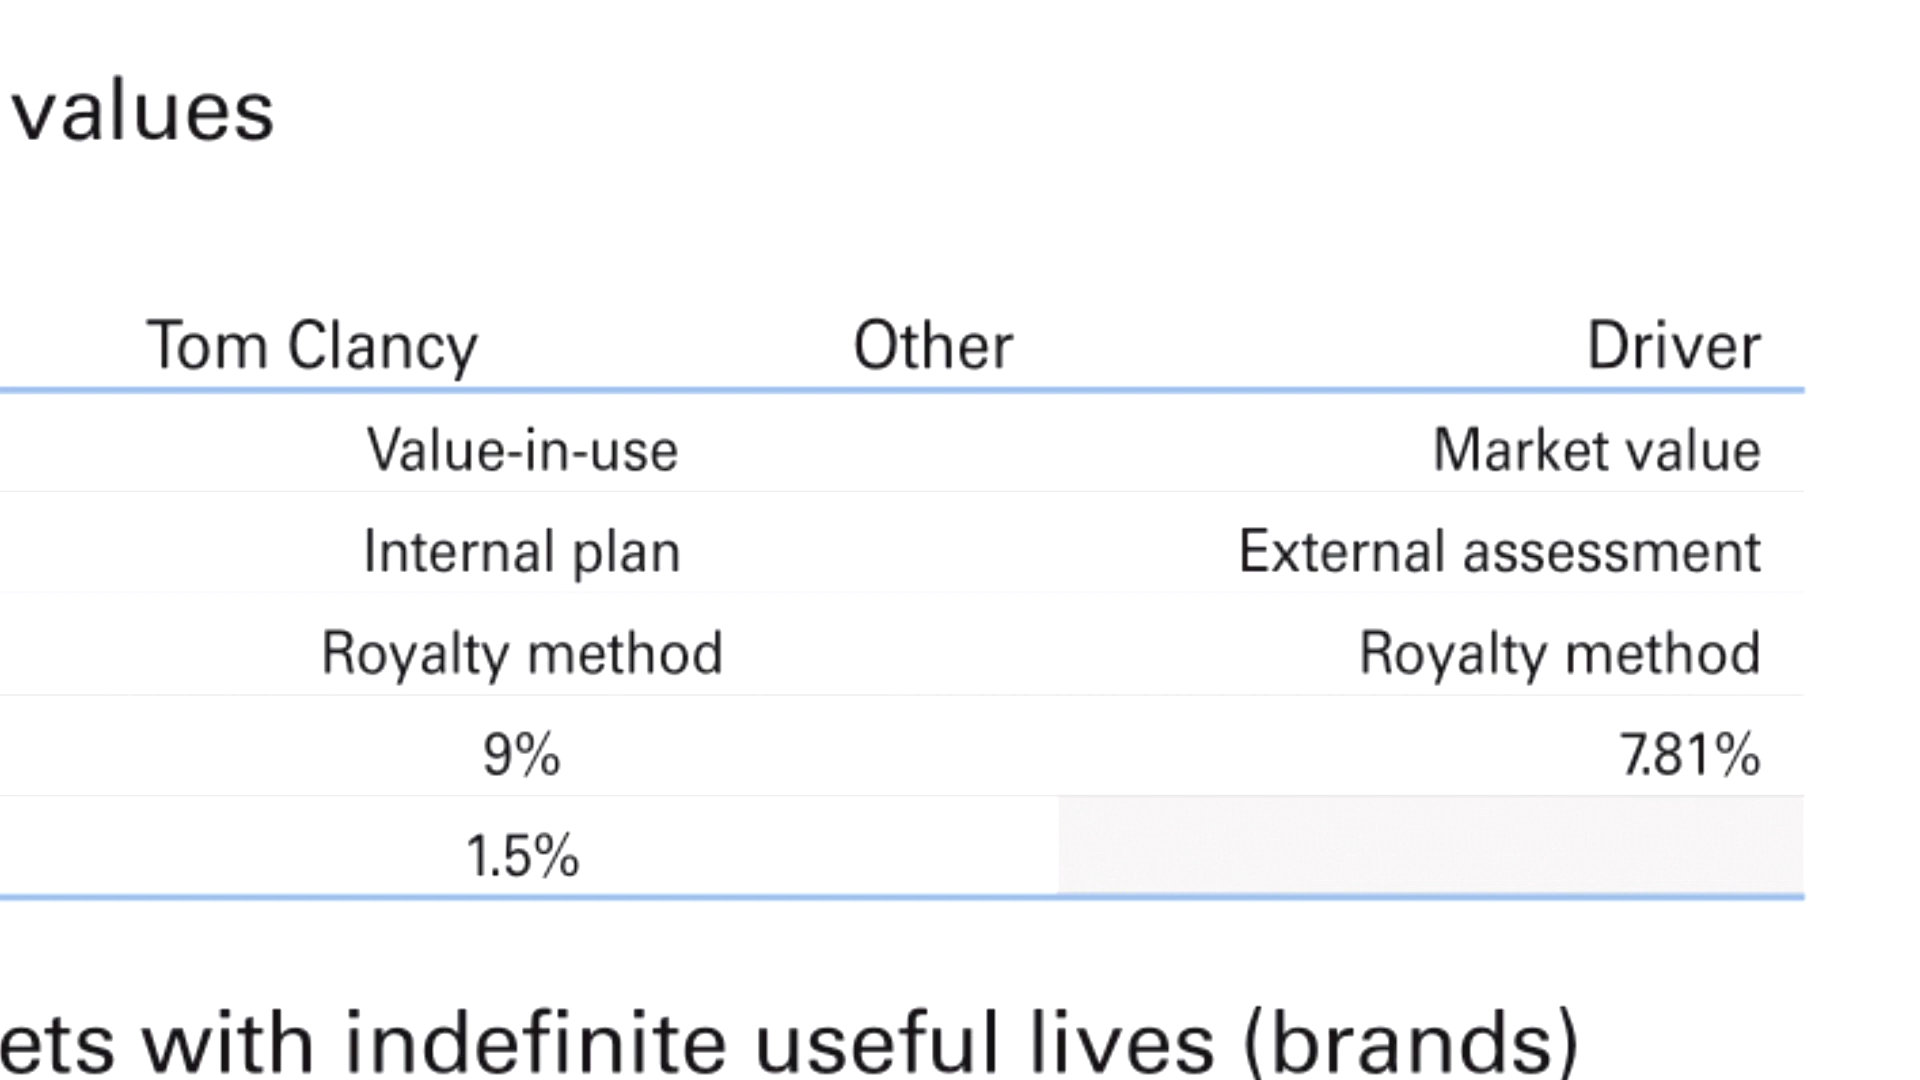 values
Tom Clancy Other Driver
Value-in-use Market value
Internal plan External assessment
Royalty method Royalty method
9% 7.81%
1.5%
ets with indefinite useful lives (brands)